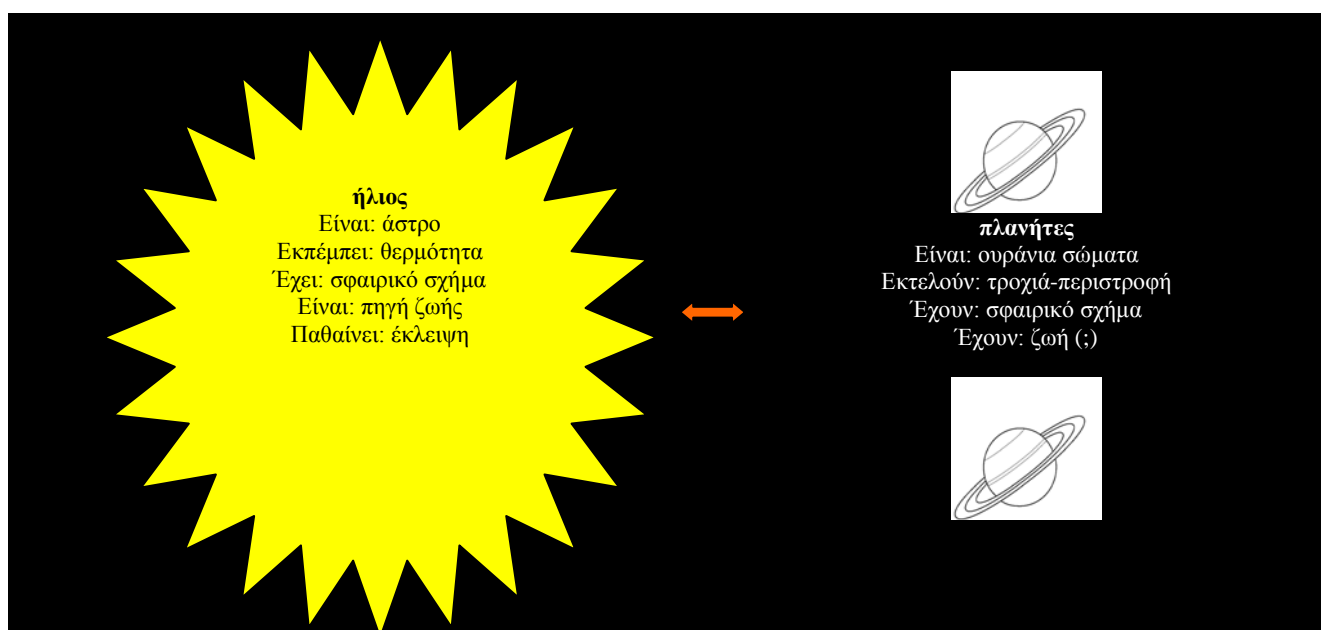 ήλιος
Είναι: άστρο
Εκπέμπει: θερμότητα
Έχει: σφαιρικό σχήμα
Είναι: πηγή ζωής
Παθαίνει: έκλειψη
πλανήτες
Είναι: ουράνια σώματα
Εκτελούν: τροχιά-περιστροφή
Έχουν: σφαιρικό σχήμα
Έχουν: ζωή (;)